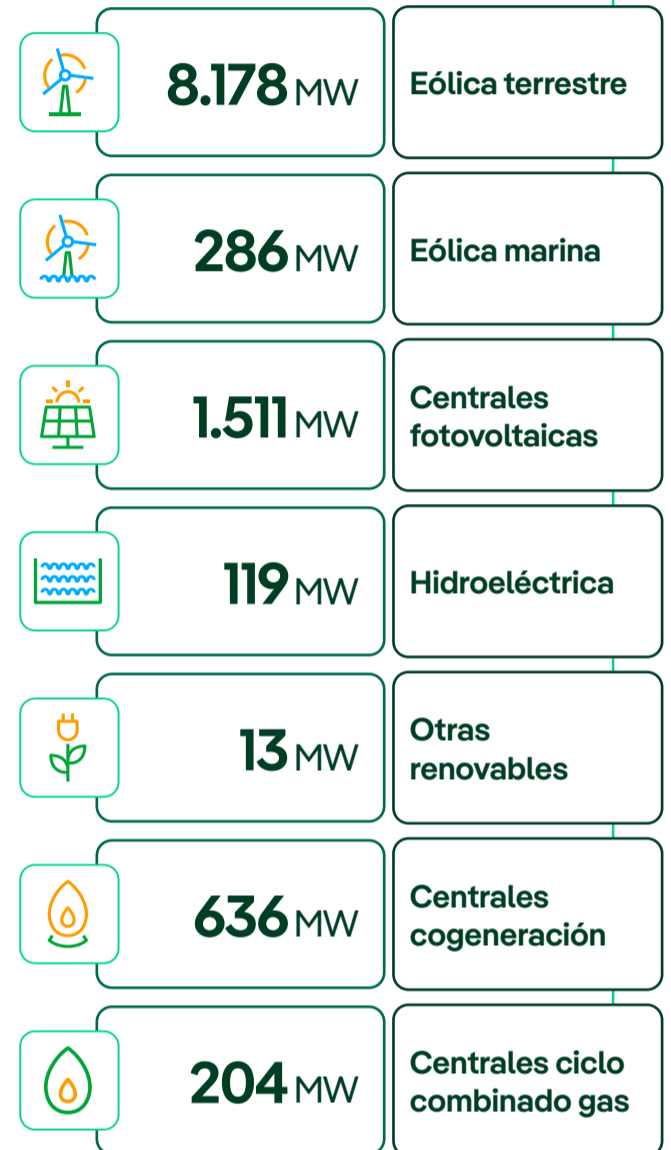 8.178 MW
Eólica terrestre
286 MW
Eólica marina
1.511 MW
Centrales
fotovoltaicas
119 MW
Hidroeléctrica
13 MW
Otras
renovables
636 MW
Centrales
cogeneración
204 MW
Centrales ciclo
combinado gas